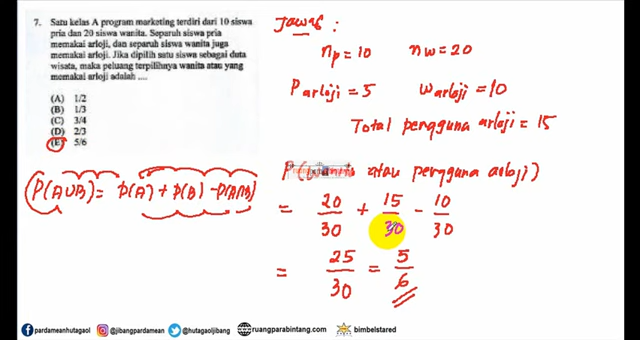 7. Satu kelas A program marketing terdiri dari 10 siswa
pria dan 20 siswa wanita. Separuh siswa pria
memakai arloji, dan separuh siswa wanita juga
memakai arloji. Jika dipilih satu siswa sebagai duta
wisata, maka peluang terpilihnya wanita atau yang
memakai arloji adalah ....
(A) 1/2
(B) 1/3
(C) 3/4
(D) 2/3
(E) 5/6
P(A∪B) = P(A) + P(B) - P(A∩B)
Jawab :
np = 10 nw = 20
Parloji = 5 Warloji = 10
Total pengguna arloji = 15
P( atau pengguna arloji)
= 20/30 + 15/30 - 10/30
= 25/30 = 5/6
pardameanhutagaol @jibangpardamean @hutagaoljibang www.ruangparabintang.com bimbelstared